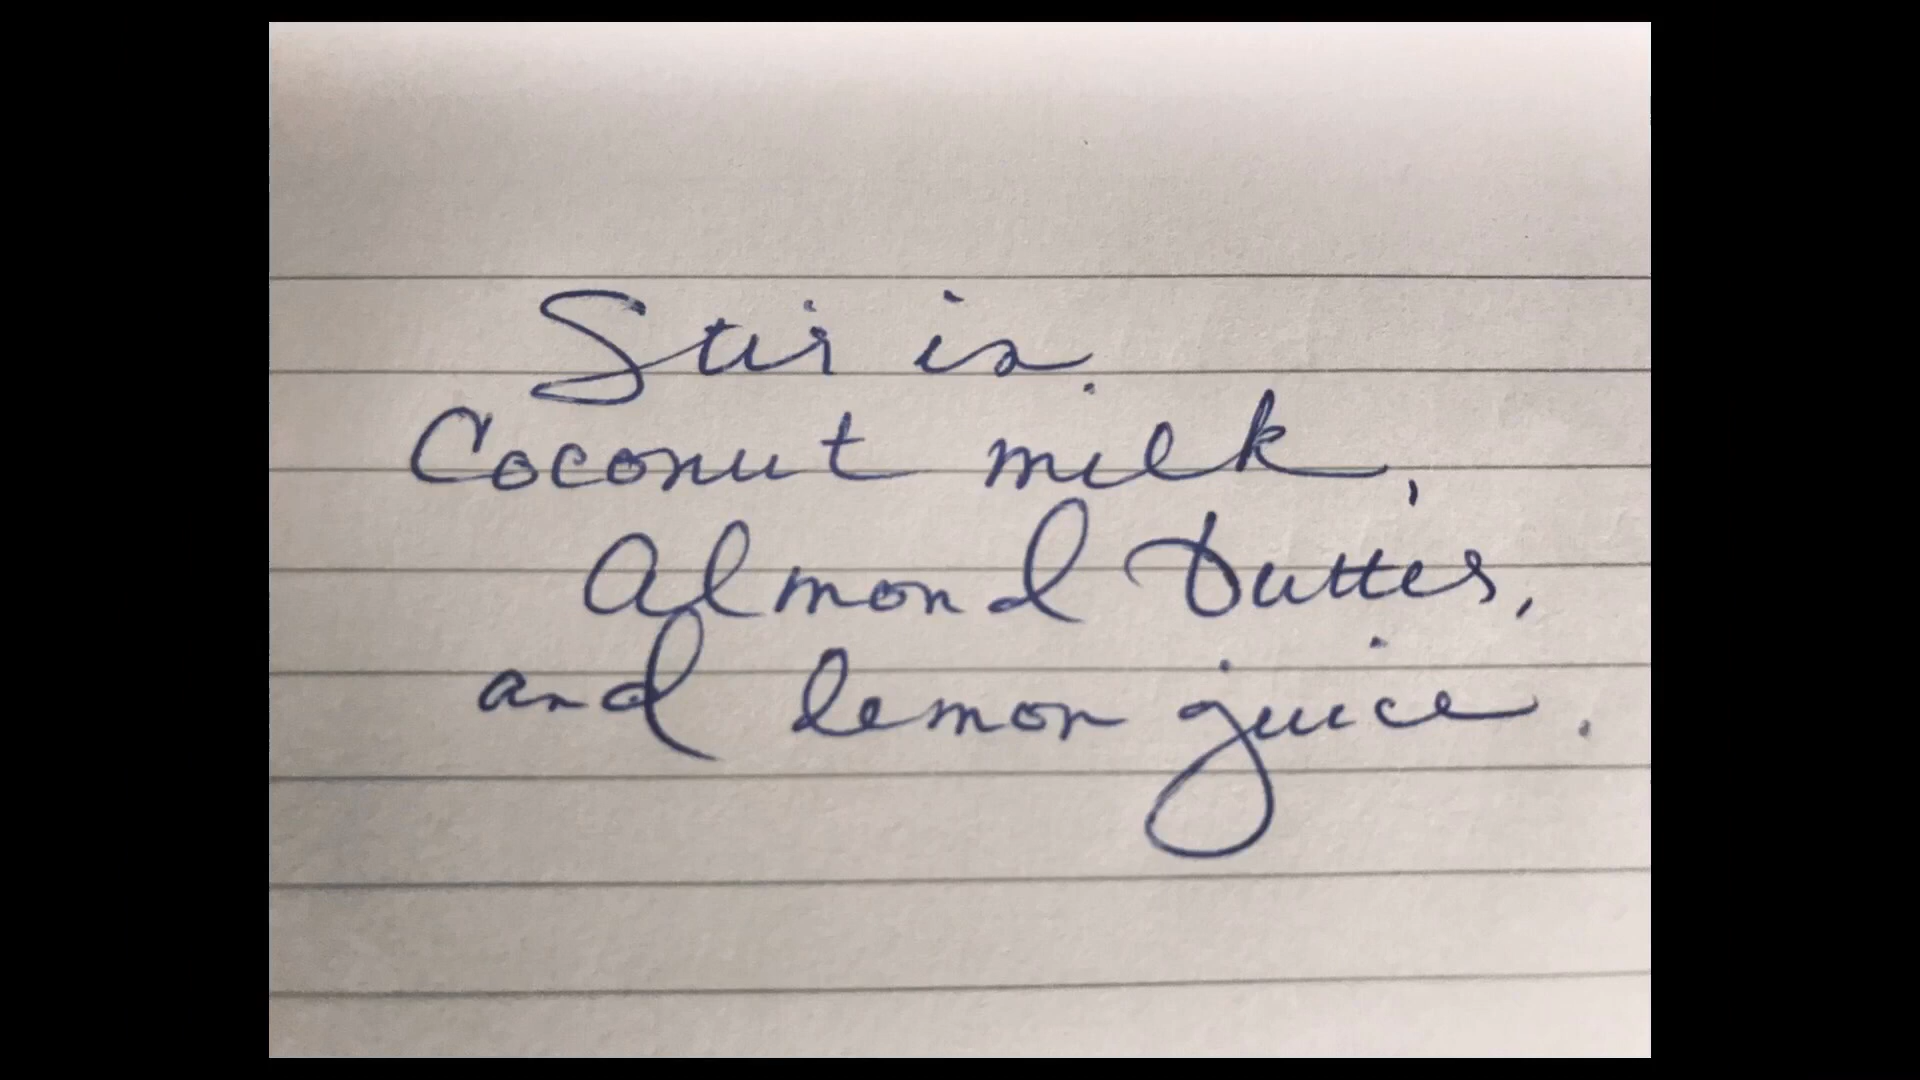 Stir in
Coconut milk,
Almond butter,
and lemon juice.